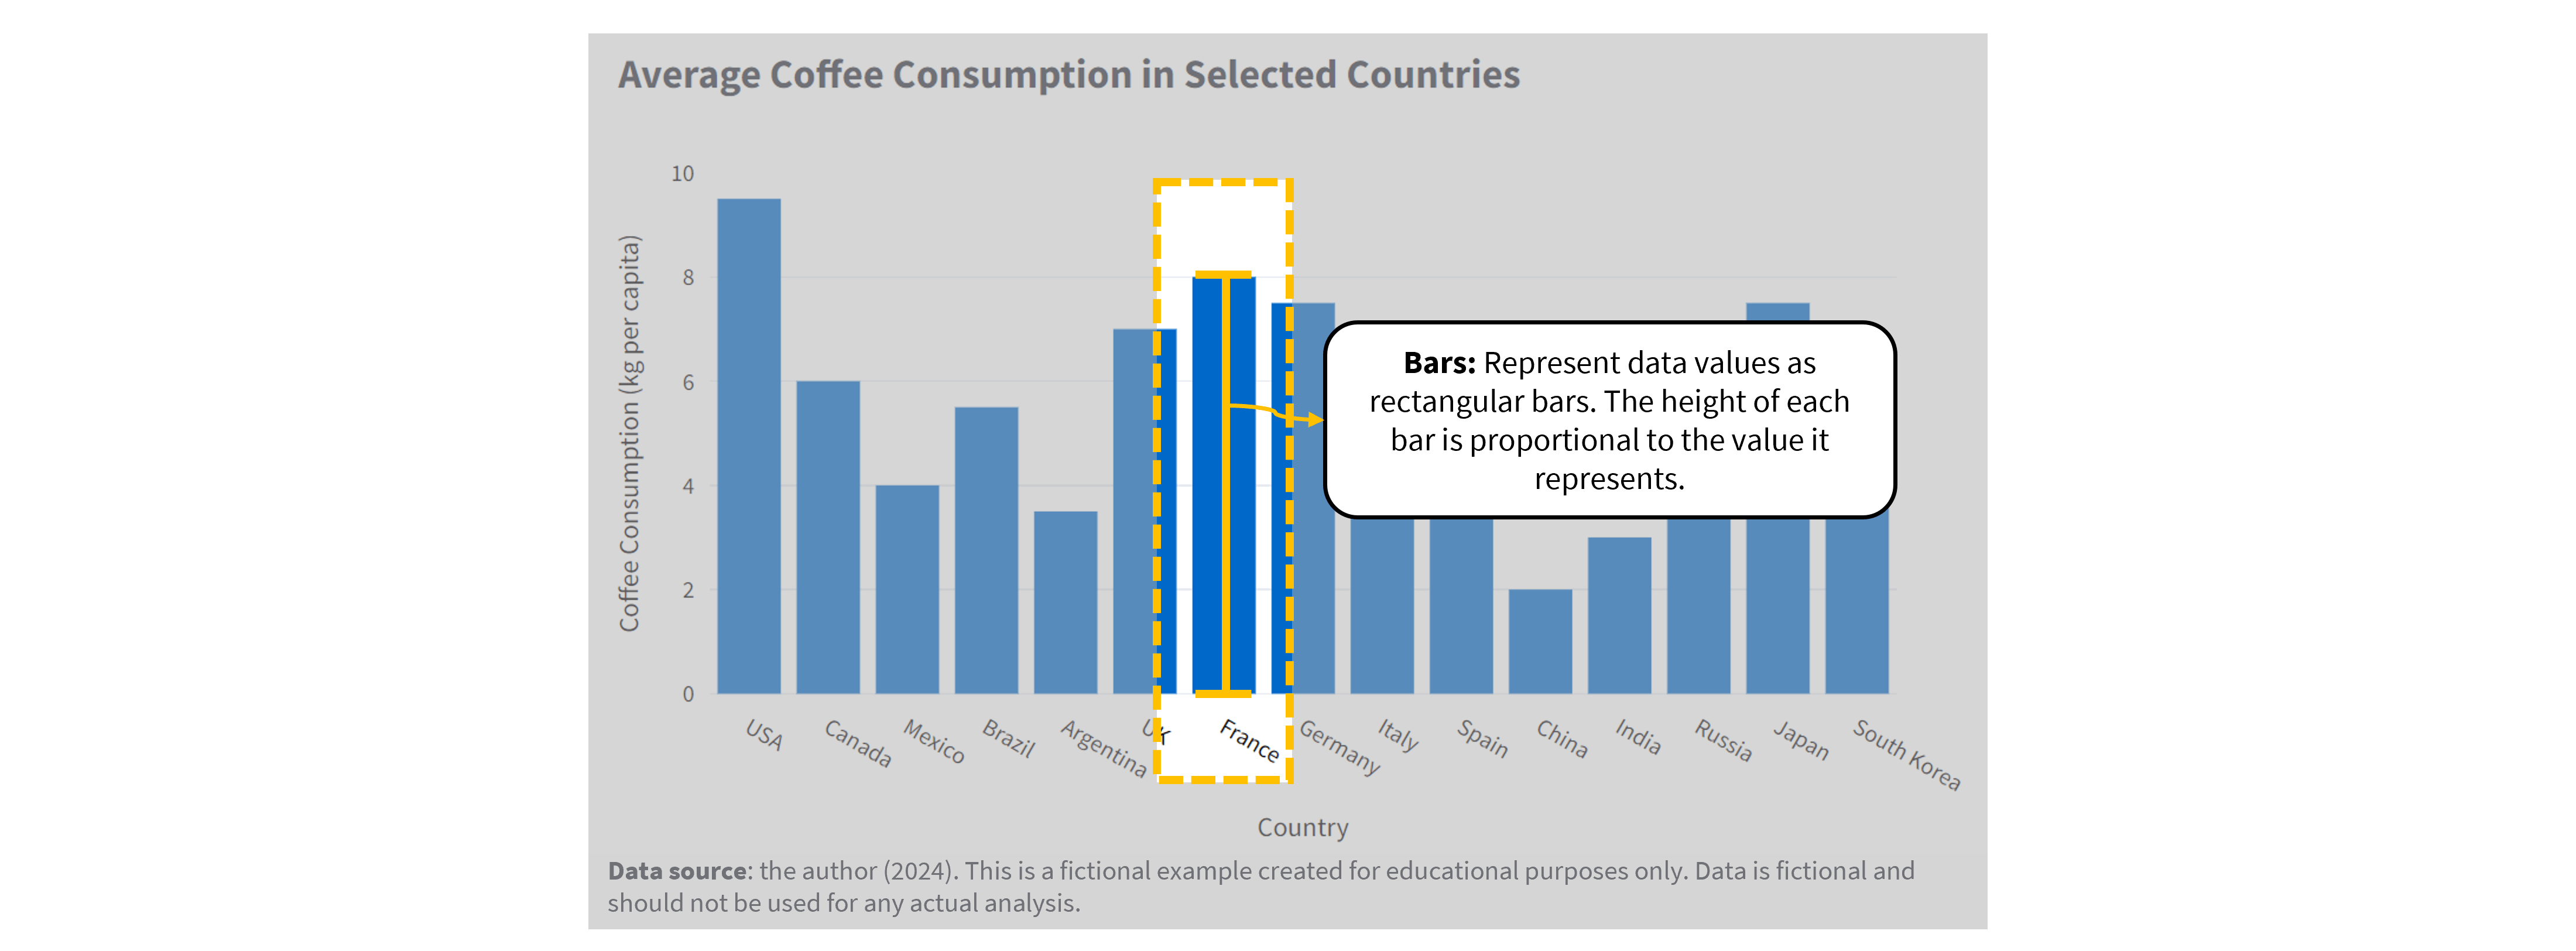 Average Coffee Consumption in Selected Countries
Coffee Consumption (kg per capita)
10
8
6
4
2
0
Bars: Represent data values as
rectangular bars. The height of each
bar is proportional to the value it
represents.
USA
Canada
Mexico
Brazil
Argentina
UK
France
Germany
Italy
Spain
China
India
Russia
Japan
South Korea
Country
Data source: the author (2024). This is a fictional example created for educational purposes only. Data is fictional and
should not be used for any actual analysis.